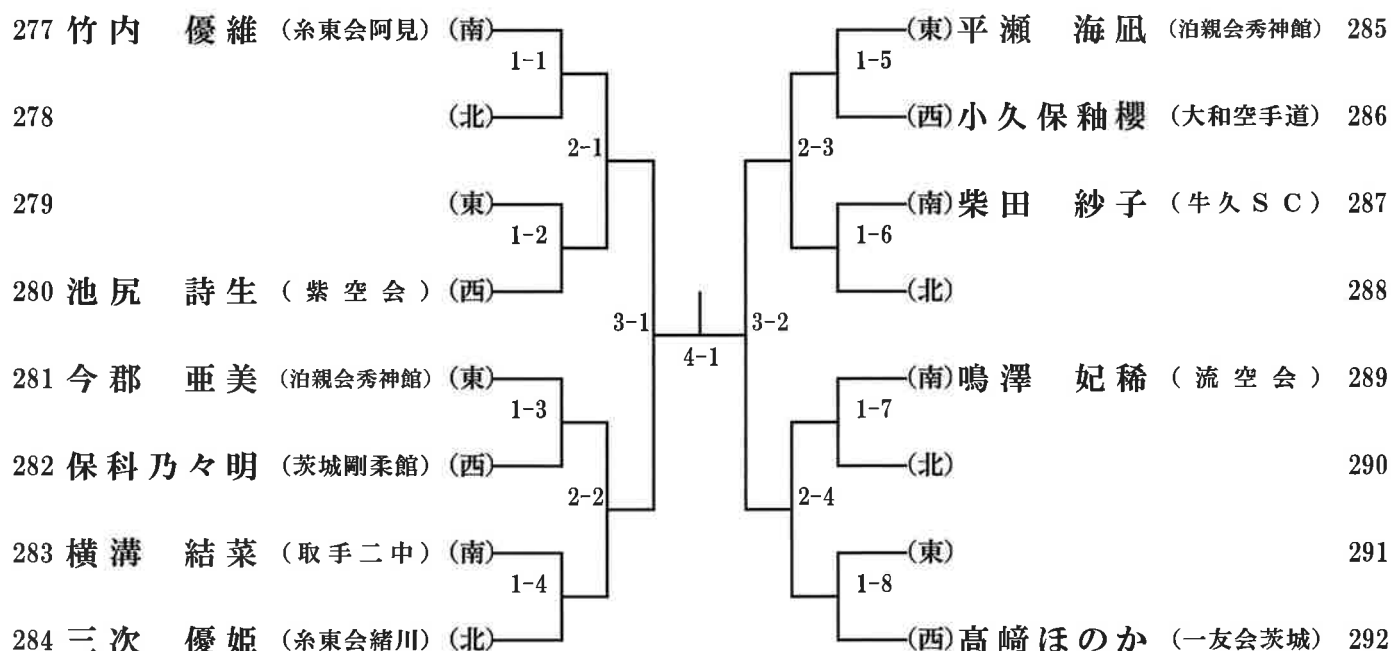 277 竹内 優維 (糸東会阿見) (南)
1-1
278 (北)
2-1
279 (東)
1-2
280 池尻 詩生 (紫空会) (西)
3-1
281 今郡 亜美 (泊親会秀神館) (東)
1-3
282 保科乃々明 (茨城剛柔館) (西)
2-2
283 横溝 結菜 (取手二中) (南)
1-4
284 三次 優姫 (糸東会緒川) (北)
4-1
(東) 平瀬 海凪 (泊親会秀神館) 285
1-5
(西) 小久保釉櫻 (大和空手道) 286
2-3
(南) 柴田 紗子 (牛久SC) 287
1-6
(北) 288
3-2
(南) 鳴澤 妃稀 (流空会) 289
1-7
(北) 290
2-4
(東) 291
1-8
(西) 髙﨑ほのか (一友会茨城) 292